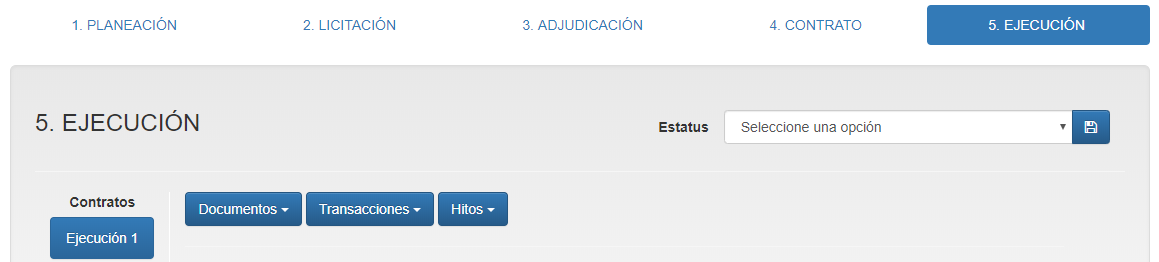 1. PLANEACIÓN 2. LICITACIÓN 3. ADJUDICACIÓN 4. CONTRATO 5. EJECUCIÓN
5. EJECUCIÓN Estatus Seleccione una opción
Contratos Documentos Transacciones Hitos
Ejecución 1